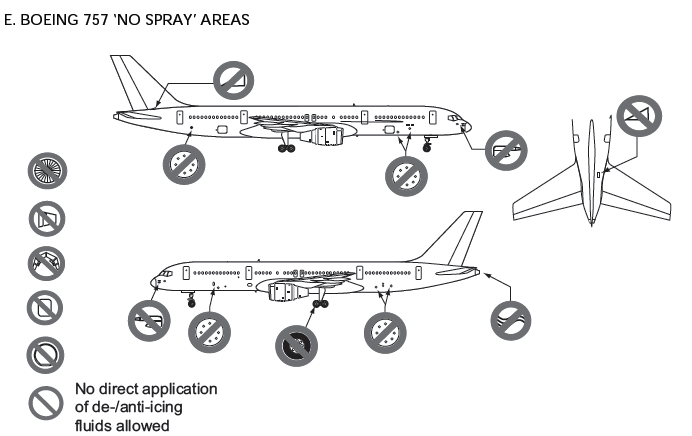 E. BOEING 757 ‘NO SPRAY’ AREAS
No direct application
of de-/anti-icing
fluids allowed